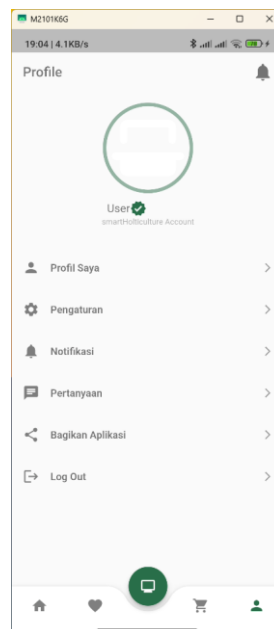 M2101K6G
19:04 | 4.1KB/s
Profile
User
smartHolticulture Account
Profil Saya
Pengaturan
Notifikasi
Pertanyaan
Bagikan Aplikasi
Log Out